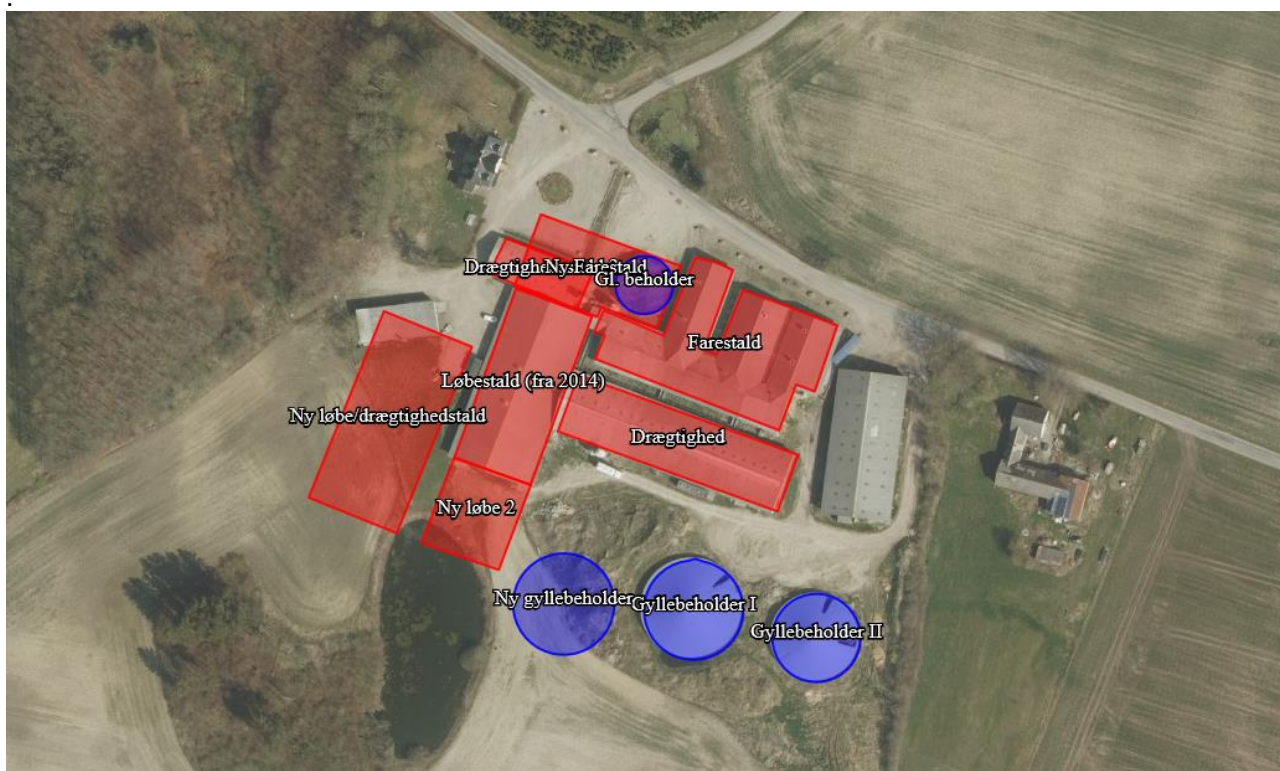 Gl. beholder
Farestald
Løbestald (fra 2014)
Ny løbe/drægtighedstald
Drægtighed
Ny løbe 2
Ny gyllebeholder
Gyllebeholder I
Gyllebeholder II